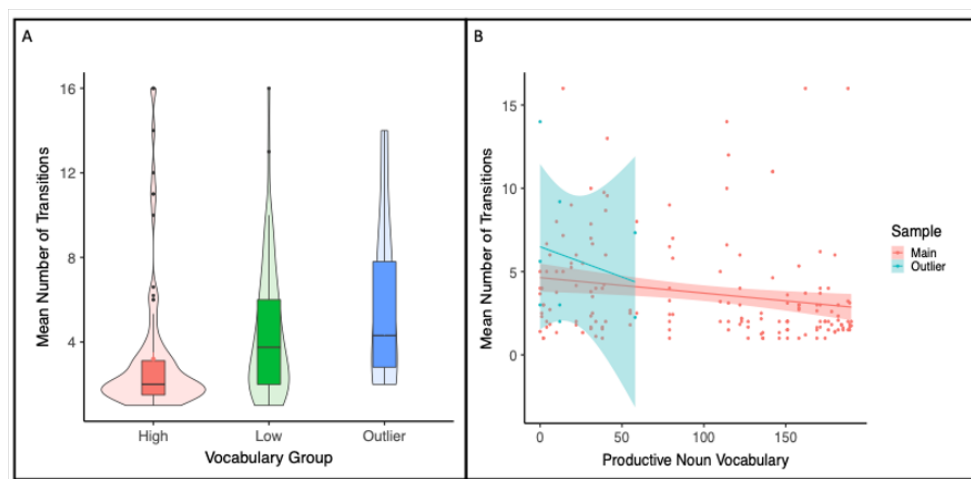 A
Mean Number of Transitions
16
12
8
4
High Low Outlier
Vocabulary Group
B
Mean Number of Transitions
15
10
5
0
0 50 100 150
Productive Noun Vocabulary
Sample
Main
Outlier